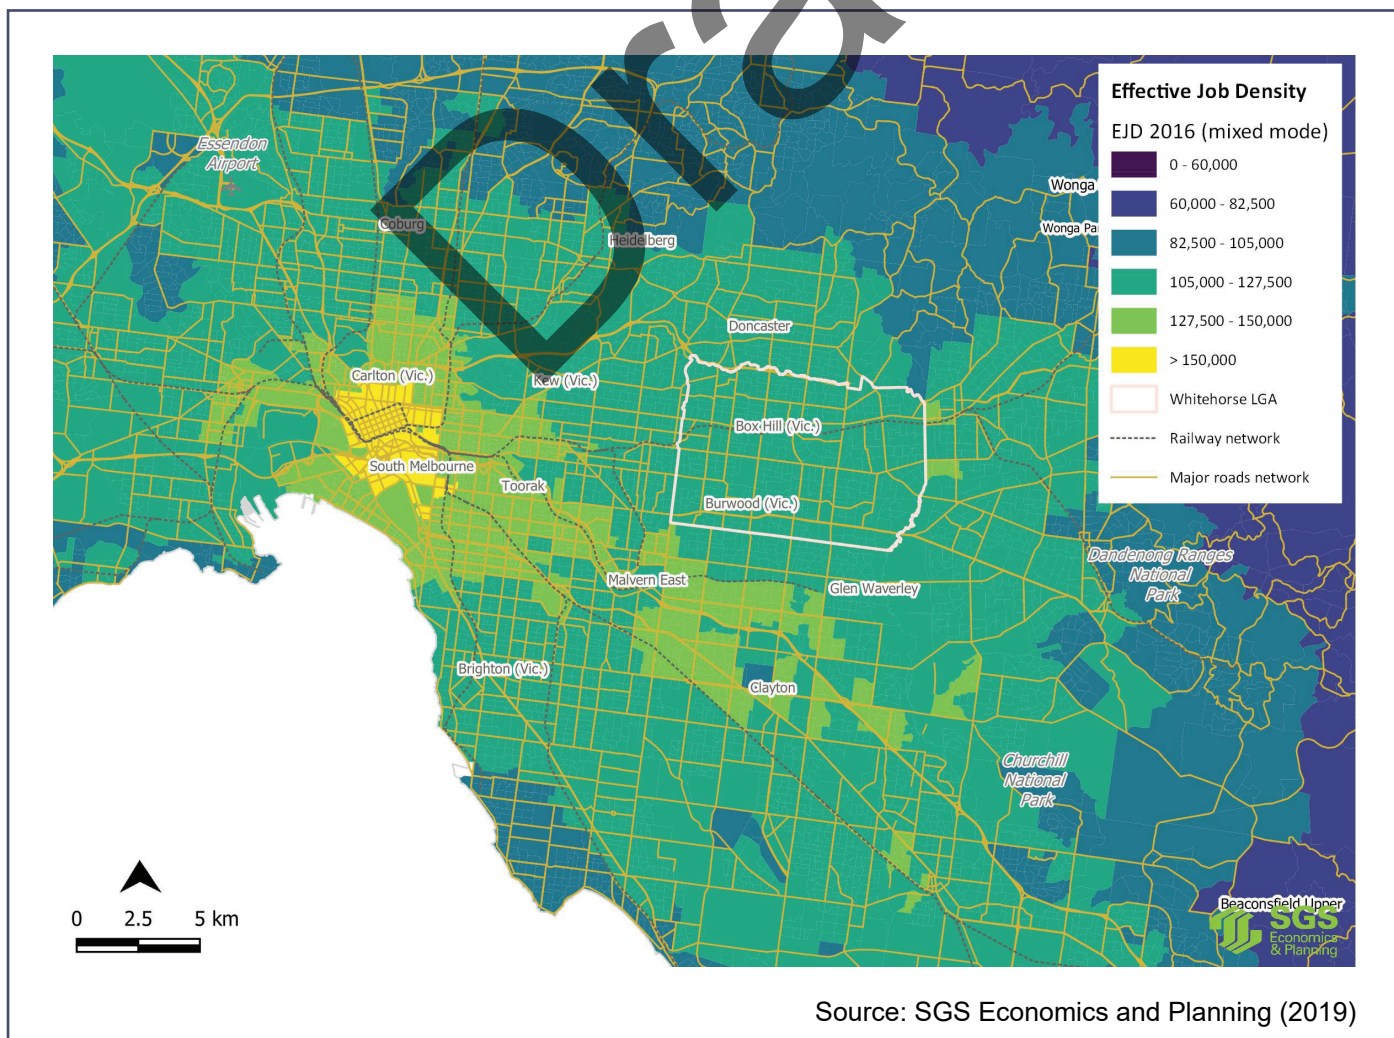 Dra
Effective Job Density
EJD 2016 (mixed mode)
0 - 60,000
60,000 - 82,500
82,500 - 105,000
105,000 - 127,500
127,500 - 150,000
> 150,000
Whitehorse LGA
Railway network
Major roads network
Essendon
Airport
Coburg
Heidelberg
Wonga
Wonga Pa
Doncaster
Carlton (Vic.)
Kew (Vic.)
Box Hill (Vic.)
South Melbourne
Toorak
Burwood (Vic.)
Malvern East
Glen Waverley
Dandenong Ranges
National
Park
Brighton (Vic.)
Clayton
Churchill
National
Park
Beaconsfield Upper
0 2.5 5 km
SGS
Economics
& Planning
Source: SGS Economics and Planning (2019)